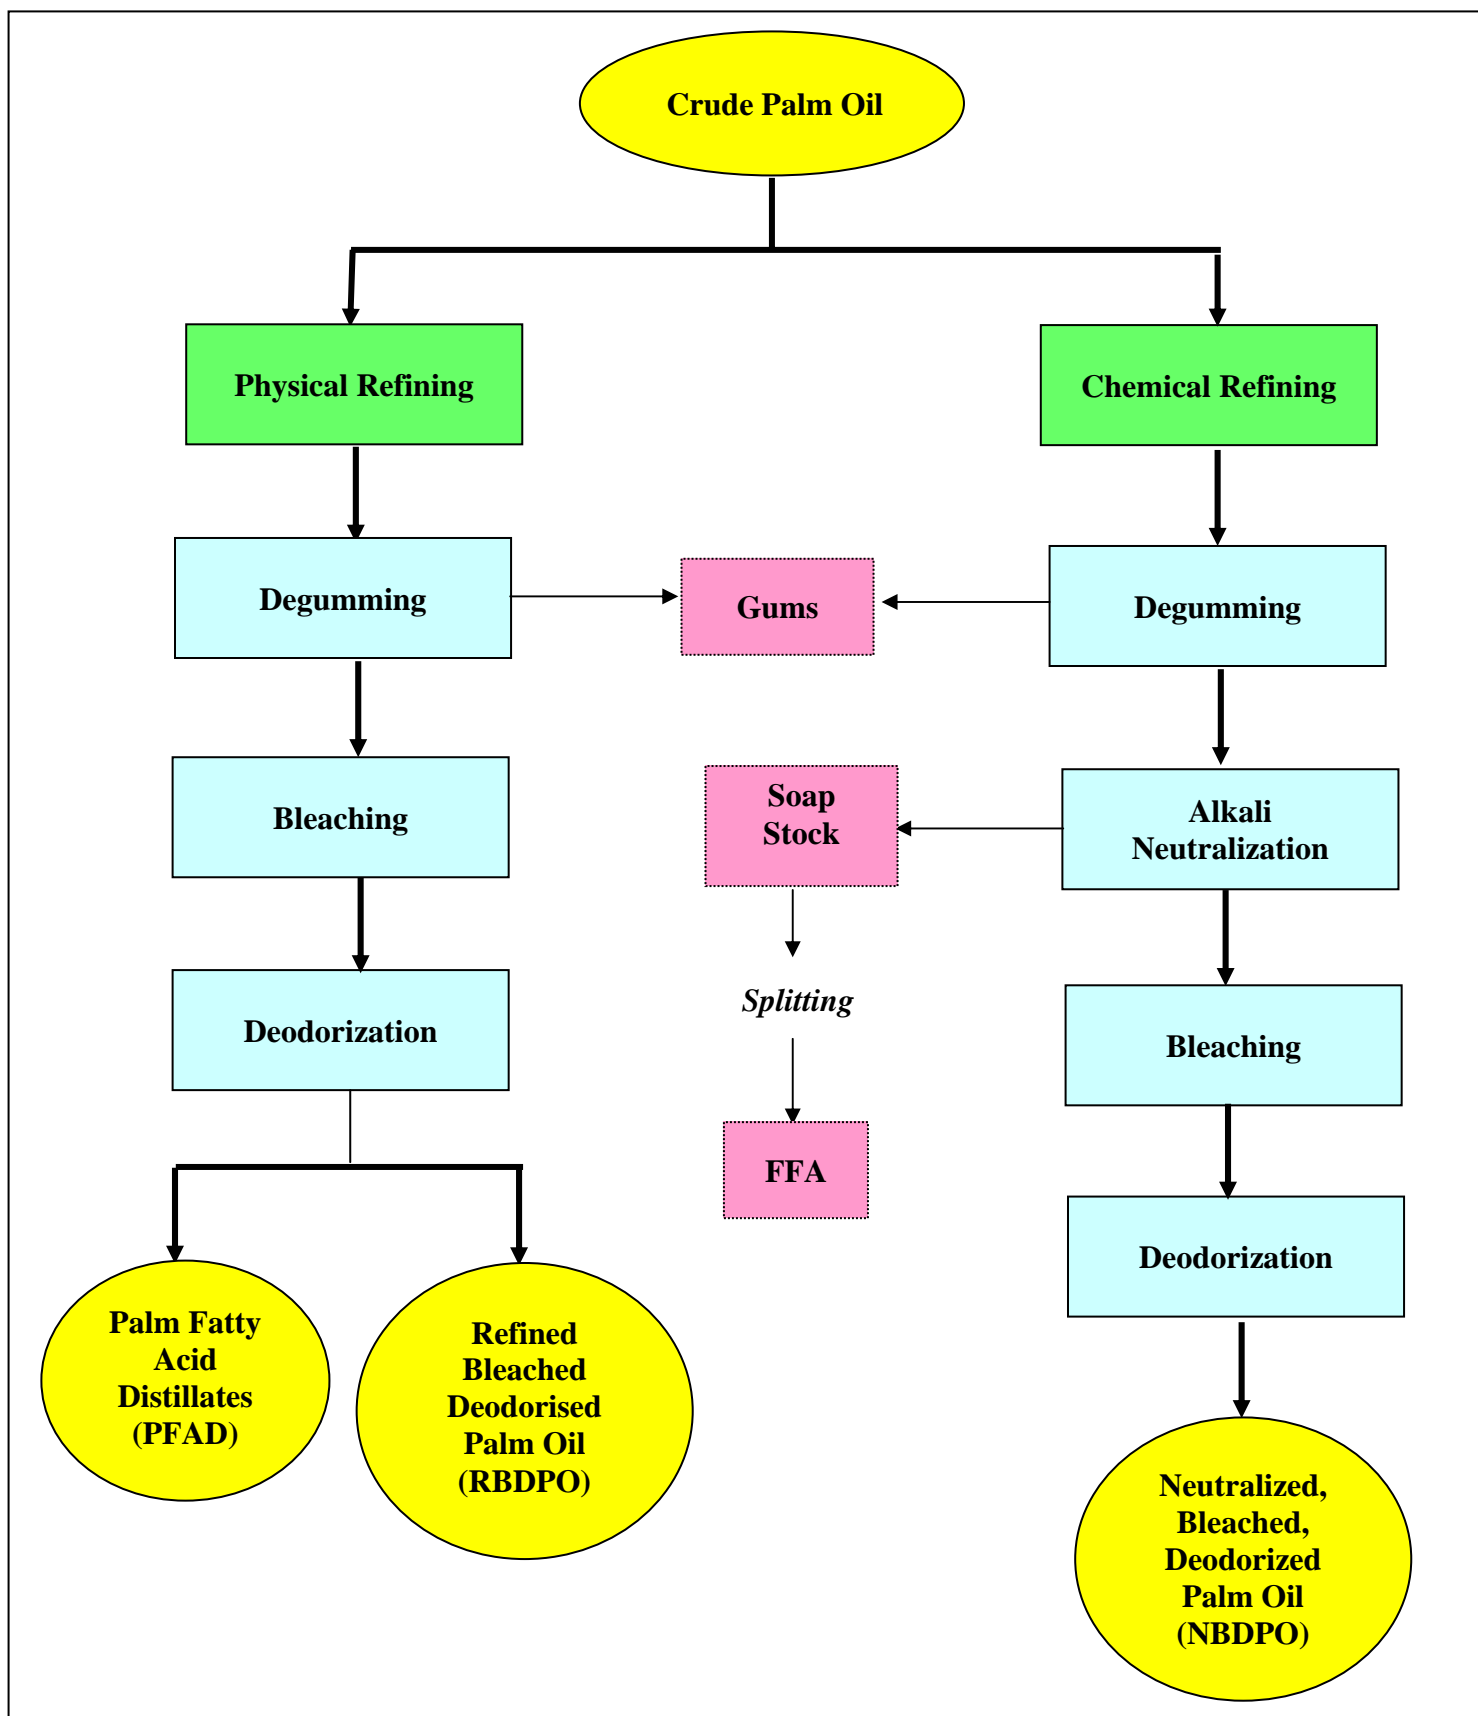 Crude Palm Oil
Physical Refining
Chemical Refining
Degumming
Gums
Degumming
Bleaching
Soap
Stock
Alkali
Neutralization
Deodorization
Splitting
Bleaching
FFA
Deodorization
Palm Fatty
Acid
Distillates
(PFAD)
Refined
Bleached
Deodorised
Palm Oil
(RBDPO)
Neutralized,
Bleached,
Deodorized
Palm Oil
(NBDPO)